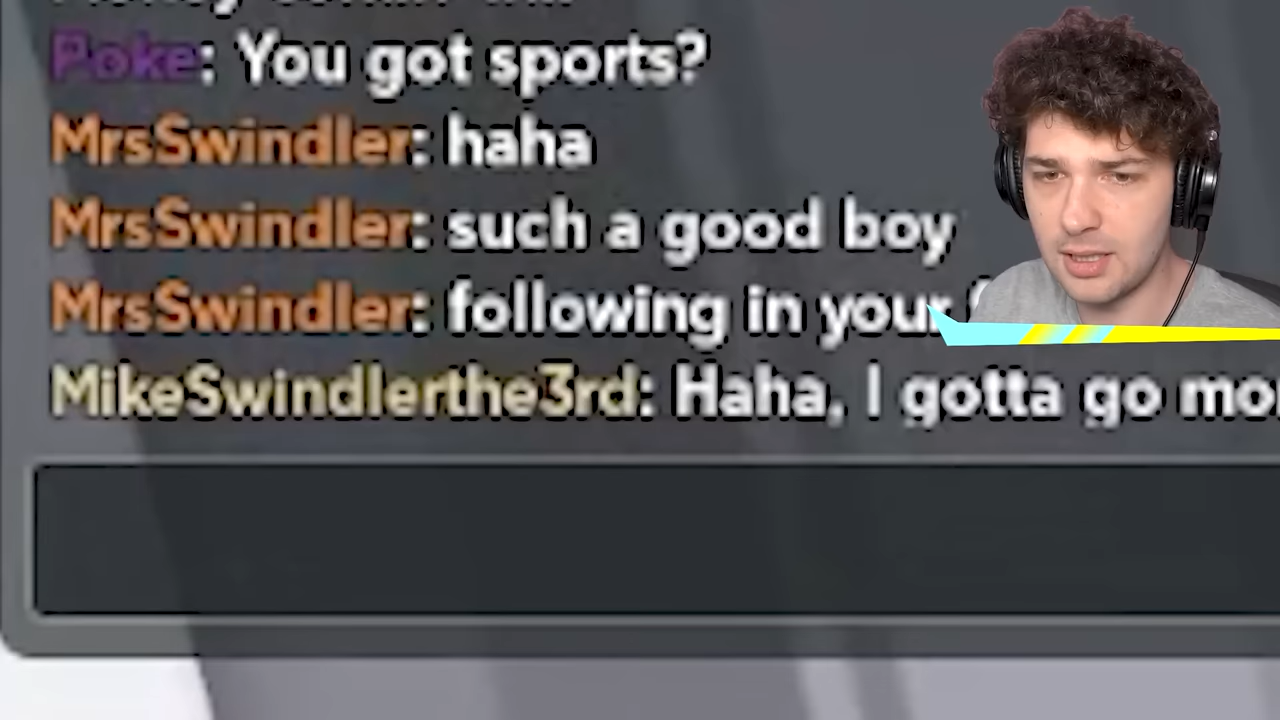 Poke: You got sports?
MrsSwindler: haha
MrsSwindler: such a good boy
MrsSwindler: following in your
MikeSwindlerthe3rd: Haha, I gotta go